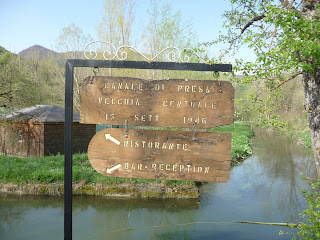 CANALE DI PRESA
VECCHIA CENTRALE
15 SETT 1946
RISTORANTE
BAR-RECEPTION